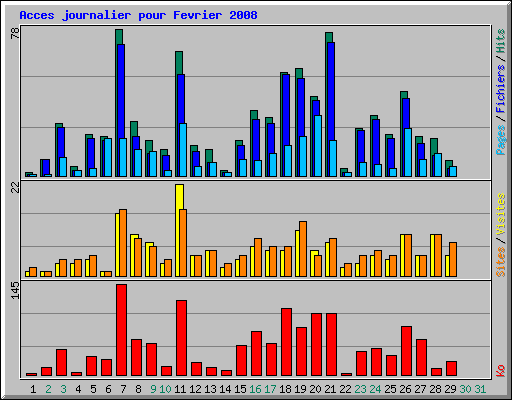 Acces journalier pour Fevrier 2008
78
Pages / Fichiers / Hits
22
Sites / Visites
145
Ko
1 2 3 4 5 6 7 8 9 10 11 12 13 14 15 16 17 18 19 20 21 22 23 24 25 26 27 28 29 30 31